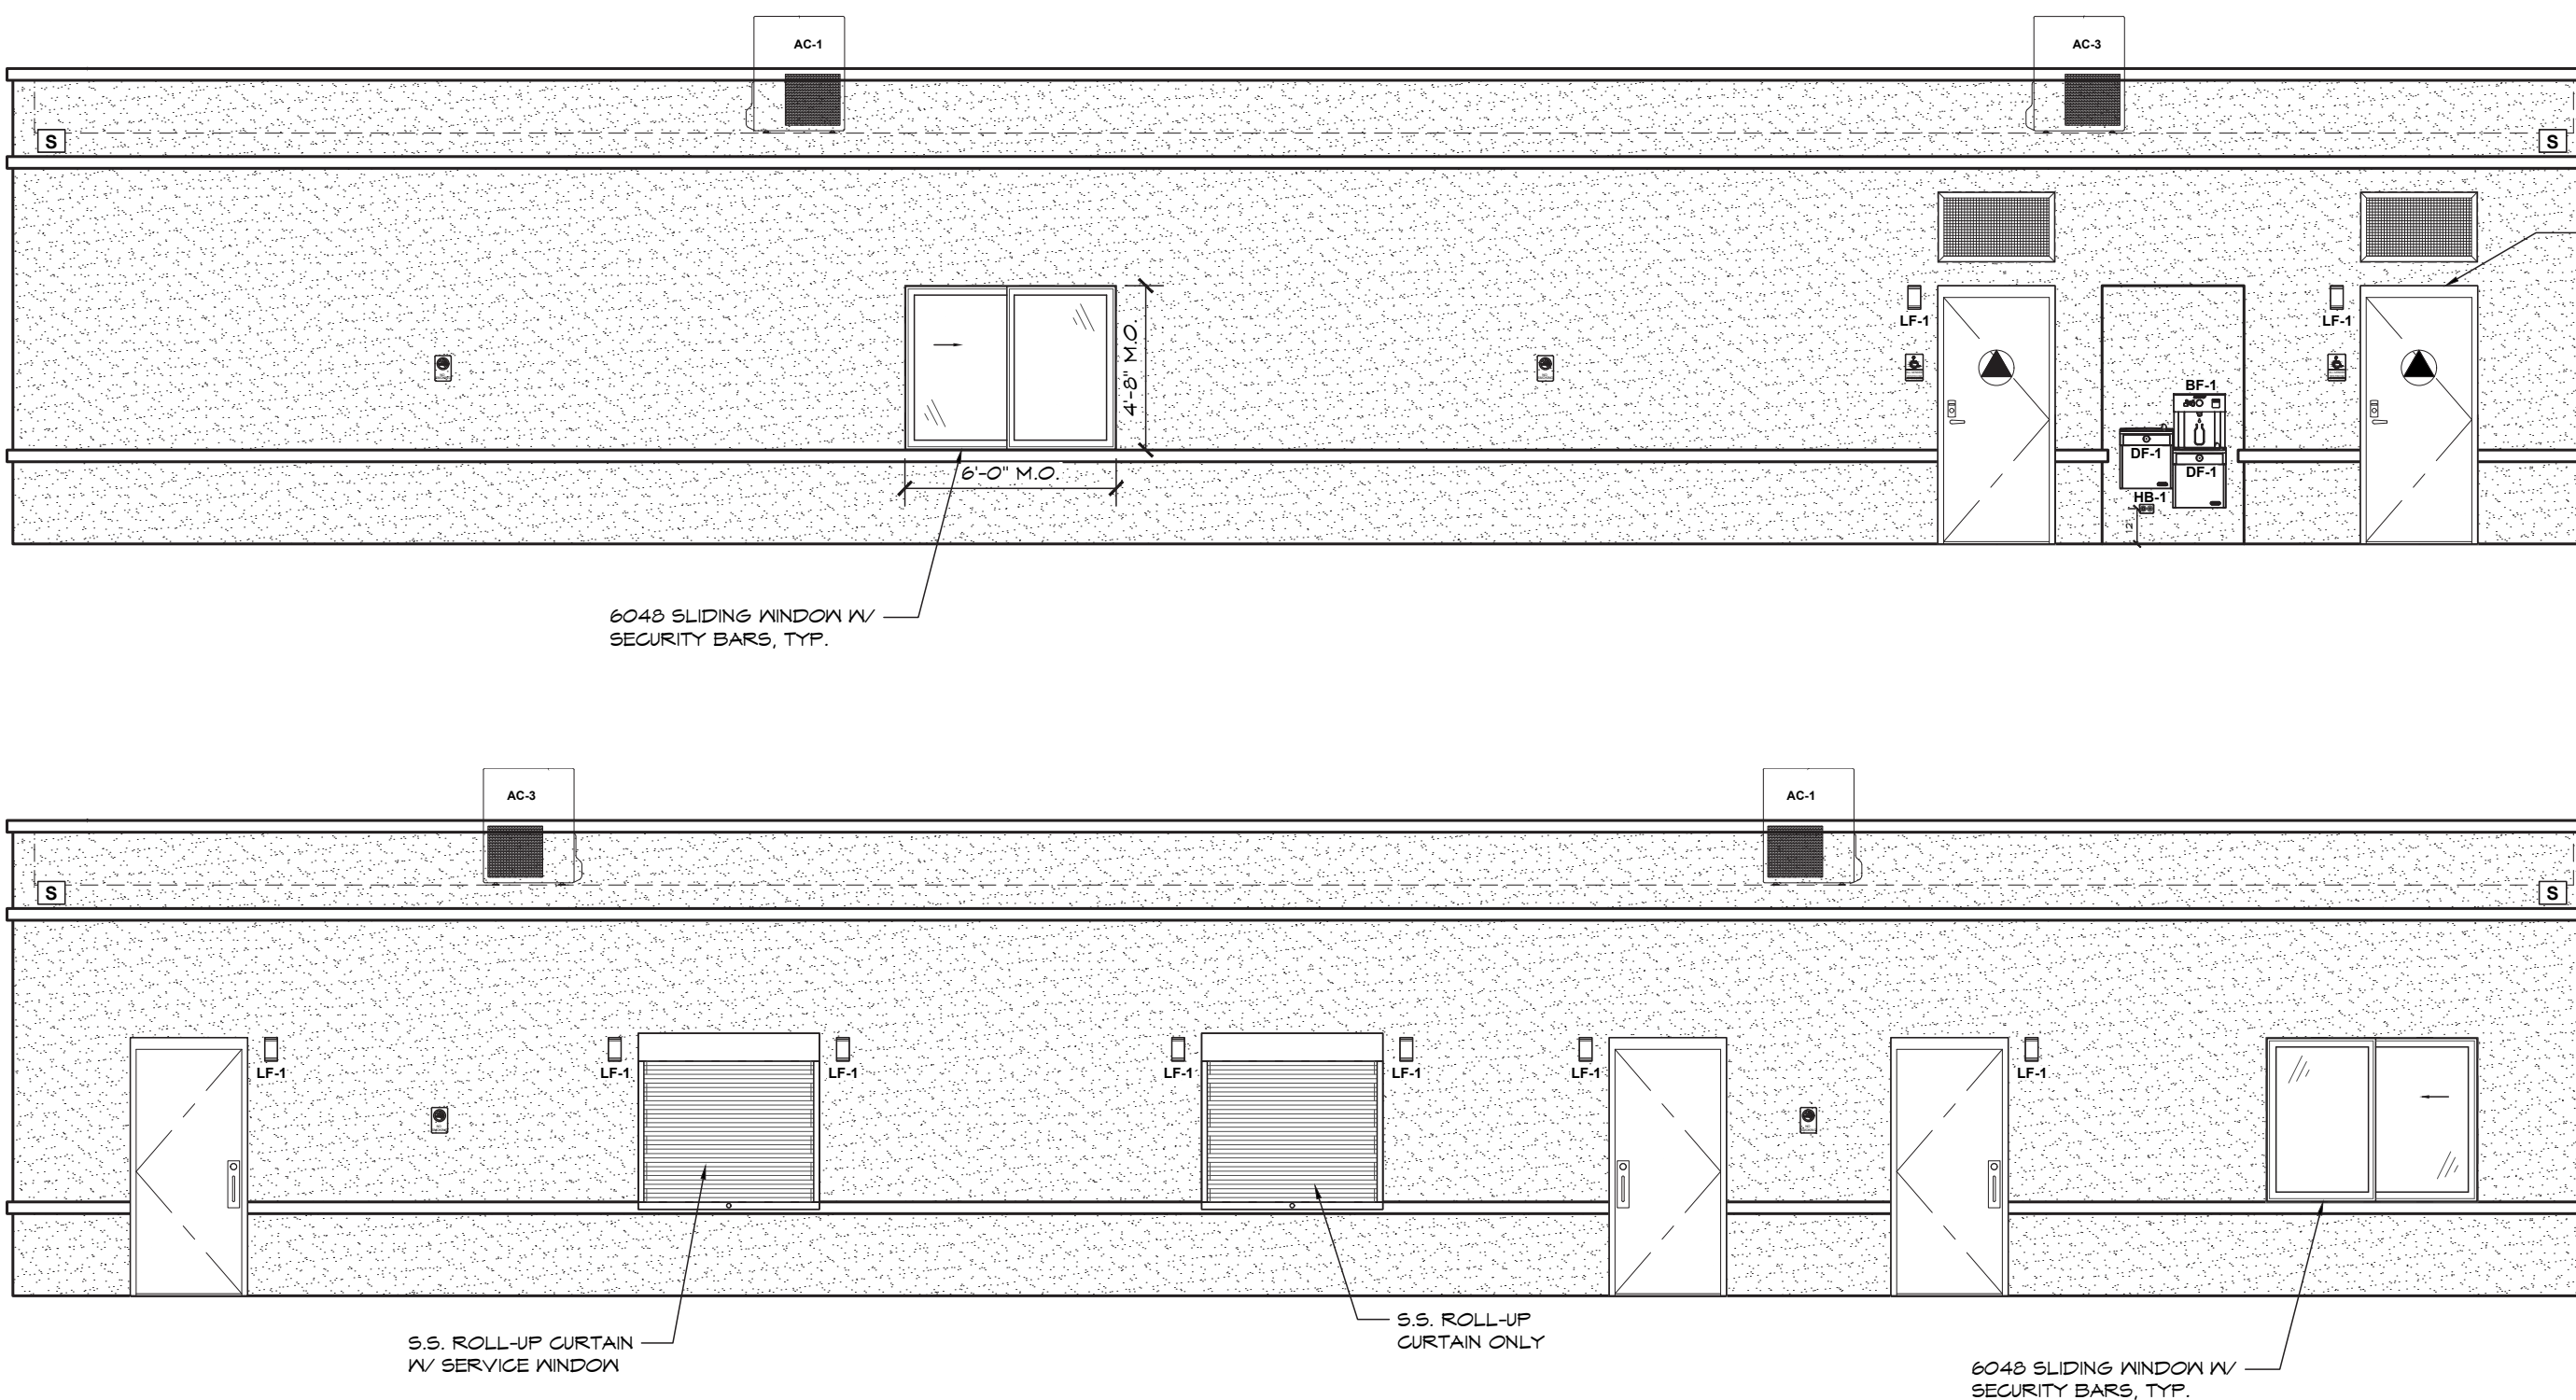 AC-1
AC-3
S
S
LF-1
LF-1
4'-8" M.O.
BF-1
DF-1
DF-1
6'-0" M.O.
HB-1
12"
6048 SLIDING WINDOW W/
SECURITY BARS, TYP.
AC-3
AC-1
S
S
LF-1
LF-1
LF-1
LF-1
LF-1
LF-1
LF-1
S.S. ROLL-UP CURTAIN
W/ SERVICE WINDOW
S.S. ROLL-UP
CURTAIN ONLY
6048 SLIDING WINDOW W/
SECURITY BARS, TYP.